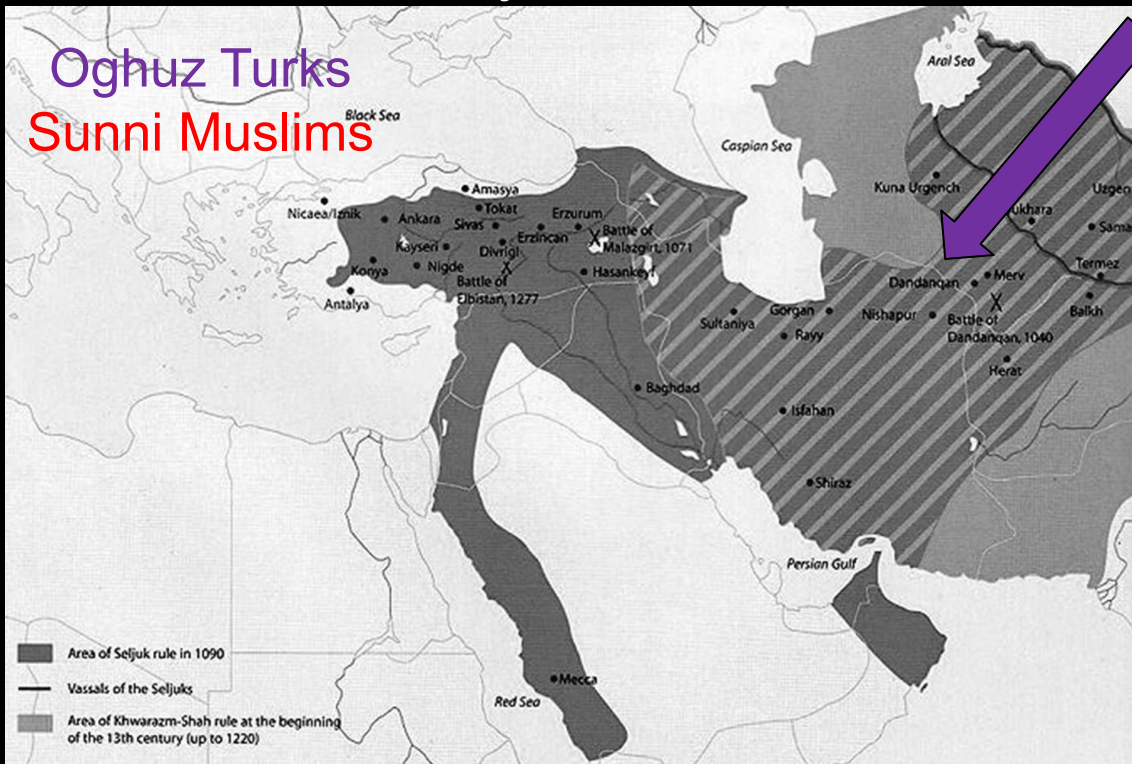 Oghuz Turks
Sunni Muslims
Black Sea
Aral Sea
Caspian Sea
Kuna Urgench
Uzgen
Amasya
Nicaea/Iznik
Tokat
Ankara
Sivas
Erzurum
Erzincan
Battle of
Malazgirt, 1071
Kayseri
Divrigi
Konya
Nigde
Hasankeyf
Battle of
Elbistan, 1277
Antalya
ukhara
Sama
Termez
Merv
Dandanqan
Balkh
Nishapur
Battle of
Dandanqan, 1040
Herat
Sultaniya
Gorgan
Rayy
Baghdad
Isfahan
Shiraz
Persian Gulf
Mecca
Red Sea
Area of Seljuk rule in 1090
Vassals of the Seljuks
Area of Khwarazm-Shah rule at the beginning
of the 13th century (up to 1220)